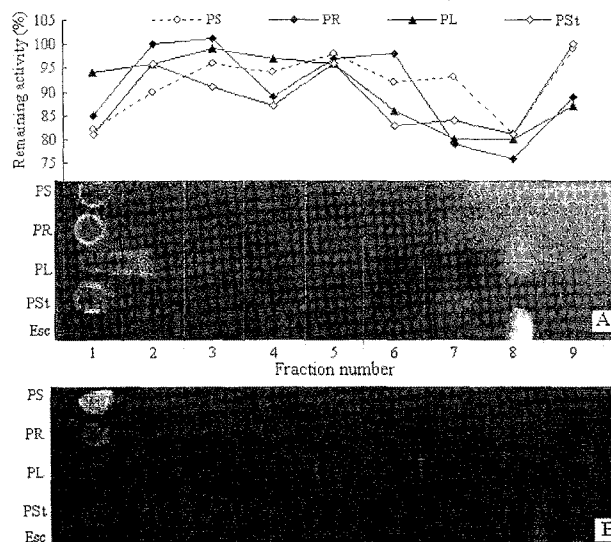 PS PR PL PSt
Remaining activity (%)
105
100
95
90
85
80
75
PS
PR
PL
PSt
Esc
A
1 2 3 4 5 6 7 8 9
Fraction number
PS
PR
PL
PSt
Esc
B